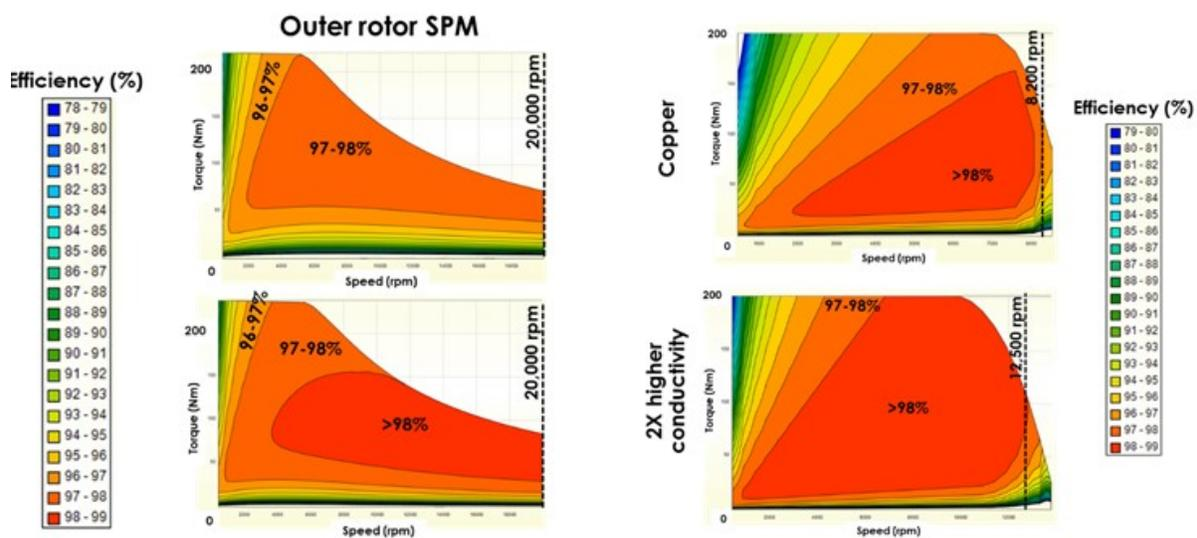 Outer rotor SPM
Efficiency (%)
78 - 79
79 - 80
80 - 81
81 - 82
82 - 83
83 - 84
84 - 85
85 - 86
86 - 87
87 - 88
88 - 89
89 - 90
90 - 91
91 - 92
92 - 93
93 - 94
94 - 95
95 - 96
96 - 97
97 - 98
98 - 99
200
Torque (Nm)
0
96-97%
97-98%
20,000 rpm
Speed (rpm)
200
Torque (Nm)
0
96-97%
97-98%
>98%
20,000 rpm
Speed (rpm)
Copper
200
Torque (Nm)
0
97-98%
>98%
8,200 rpm
Speed (rpm)
2X higher
conductivity
200
Torque (Nm)
0
97-98%
>98%
12,500 rpm
Speed (rpm)
Efficiency (%)
79 - 80
80 - 81
81 - 82
82 - 83
83 - 84
84 - 85
85 - 86
86 - 87
87 - 88
88 - 89
89 - 90
90 - 91
91 - 92
92 - 93
93 - 94
94 - 95
95 - 96
96 - 97
97 - 98
98 - 99